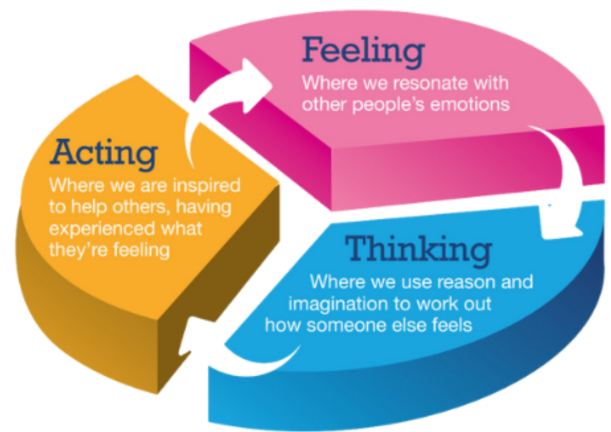 Feeling
Where we resonate with
other people's emotions
Acting
Where we are inspired
to help others, having
experienced what
they're feeling
Thinking
Where we use reason and
imagination to work out
how someone else feels